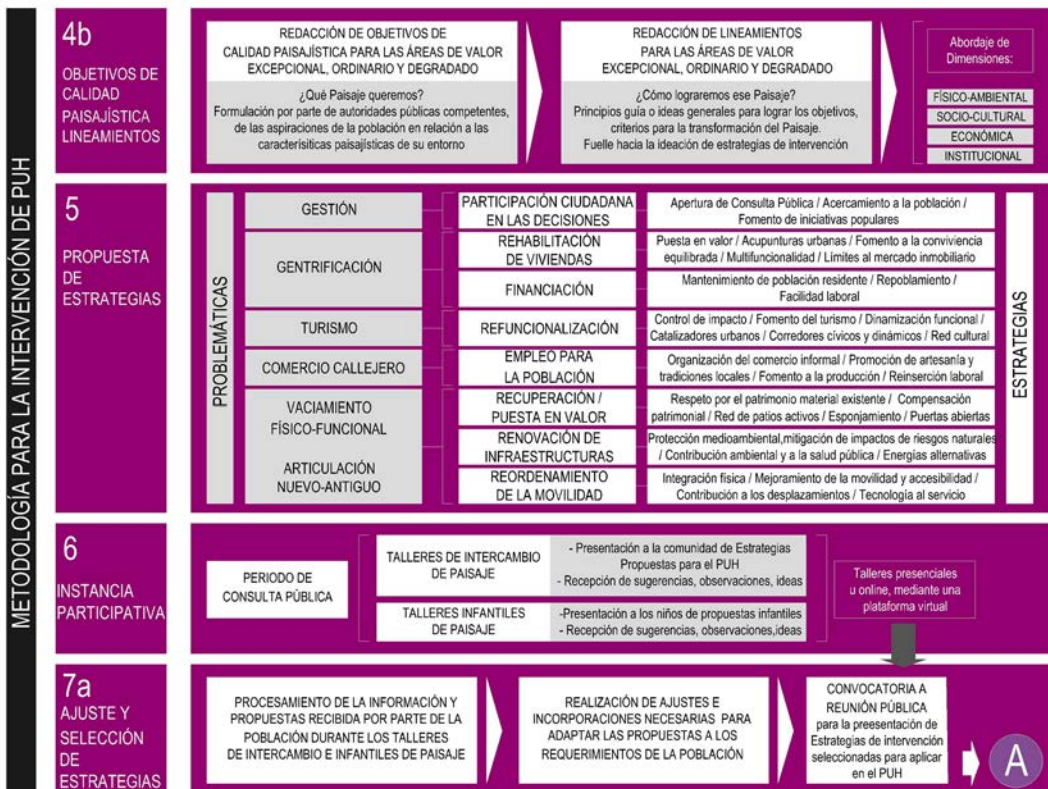 METODOLOGÍA PARA LA INTERVENCIÓN DE PUH
4b
OBJETIVOS DE
CALIDAD
PAISAJÍSTICA
LINEAMIENTOS
REDACCIÓN DE OBJETIVOS DE
CALIDAD PAISAJÍSTICA PARA LAS ÁREAS DE VALOR
EXCEPCIONAL, ORDINARIO Y DEGRADADO
¿Qué Paisaje queremos?
Formulación por parte de autoridades públicas competentes,
de las aspiraciones de la población en relación a las
caracterísiticas paisajísticas de su entorno
REDACCIÓN DE LINEAMIENTOS
PARA LAS ÁREAS DE VALOR
EXCEPCIONAL, ORDINARIO Y DEGRADADO
¿Cómo lograremos ese Paisaje?
Principios guía o ideas generales para lograr los objetivos,
criterios para la transformación del Paisaje.
Fuelle hacia la ideación de estrategias de intervención
Abordaje de
Dimensiones:
FÍSICO-AMBIENTAL
SOCIO-CULTURAL
ECONÓMICA
INSTITUCIONAL
5
PROPUESTA
DE
ESTRATEGIAS
PROBLEMÁTICAS
GESTIÓN
PARTICIPACIÓN CIUDADANA
EN LAS DECISIONES
Apertura de Consulta Pública / Acercamiento a la población /
Fomento de iniciativas populares
GENTRIFICACIÓN
REHABILITACIÓN
DE VIVIENDAS
Puesta en valor / Acupunturas urbanas / Fomento a la conviviencia
equilibrada / Multifuncionalidad / Límites al mercado inmobiliario
FINANCIACIÓN
Mantenimiento de población residente / Repoblamiento /
Facilidad laboral
TURISMO
REFUNCIONALIZACIÓN
Control de impacto / Fomento del turismo / Dinamización funcional /
Catalizadores urbanos / Corredores cívicos y dinámicos / Red cultural
COMERCIO CALLEJERO
EMPLEO PARA
LA POBLACIÓN
Organización del comercio informal / Promoción de artesanía y
tradiciones locales / Fomento a la producción / Reinserción laboral
VACIAMIENTO
FÍSICO-FUNCIONAL
ARTICULACIÓN
NUEVO-ANTIGUO
RECUPERACIÓN /
PUESTA EN VALOR
Respeto por el patrimonio material existente / Compensación
patrimonial / Red de patios activos / Esponjamiento / Puertas abiertas
RENOVACIÓN DE
INFRAESTRUCTURAS
Protección medioambiental,mitigación de impactos de riesgos naturales
/ Contribución ambiental y a la salud pública / Energías alternativas
REORDENAMIENTO
DE LA MOVILIDAD
Integración física / Mejoramiento de la movilidad y accesibilidad /
Contribución a los desplazamientos / Tecnología al servicio
ESTRATEGIAS
6
INSTANCIA
PARTICIPATIVA
PERIODO DE
CONSULTA PÚBLICA
TALLERES DE INTERCAMBIO
DE PAISAJE
- Presentación a la comunidad de Estrategias
Propuestas para el PUH
- Recepción de sugerencias, observaciones, ideas
TALLERES INFANTILES
DE PAISAJE
- Presentación a los niños de propuestas infantiles
- Recepción de sugerencias, observaciones,ideas
Talleres presenciales
u online, mediante una
plataforma virtual
7a
AJUSTE Y
SELECCIÓN
DE
ESTRATEGIAS
PROCESAMIENTO DE LA INFORMACIÓN Y
PROPUESTAS RECIBIDA POR PARTE DE LA
POBLACIÓN DURANTE LOS TALLERES
DE INTERCAMBIO E INFANTILES DE PAISAJE
REALIZACIÓN DE AJUSTES E
INCORPORACIONES NECESARIAS PARA
ADAPTAR LAS PROPUESTAS A LOS
REQUERIMIENTOS DE LA POBLACIÓN
CONVOCATORIA A
REUNIÓN PÚBLICA
para la preesentación de
Estrategias de intervención
seleccionadas para aplicar
en el PUH
A